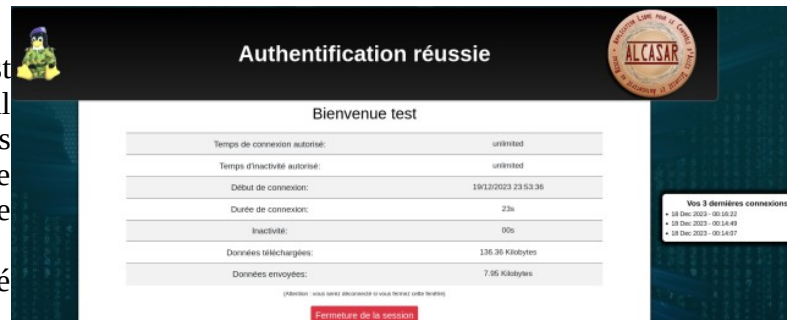 st
l
s
e
e
é
Authentification réussie
ALCASAR
Bienvenue test
Temps de connexion autorisé: unlimited
Temps d'inactivité autorisé: unlimited
Début de connexion: 19/12/2023 23:53:36
Durée de connexion: 23s
Inactivité: 00s
Données téléchargées: 136.36 Kilobytes
Données envoyées: 7.95 Kilobytes
(Attention : vous serez déconnecté si vous fermez cette fenêtre)
Fermeture de la session
Vos 3 dernières connexions
18 Dec 2023 - 00:16:22
18 Dec 2023 - 00:14:49
18 Dec 2023 - 00:14:07